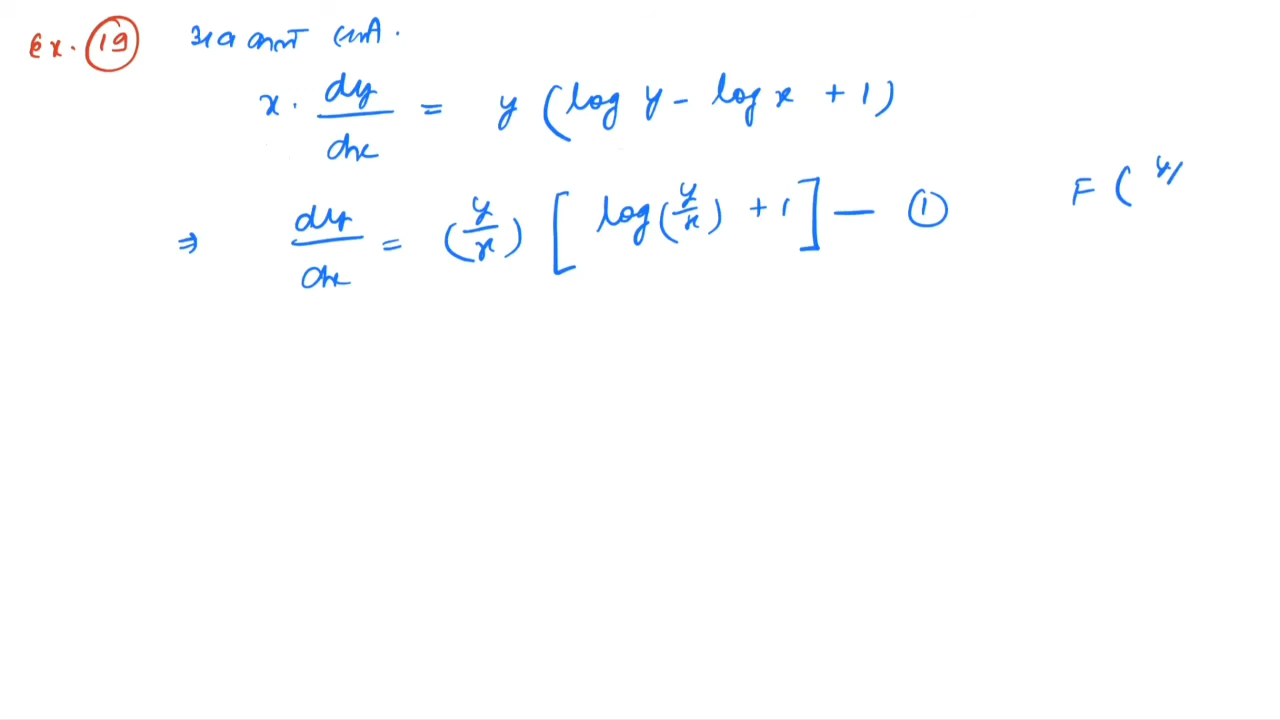 Ex. 19
x. dy/dx = y (log y - log x + 1)
⇒ dy/dx = (y/x) [ log(y/x) + 1 ] — ① F ( y/